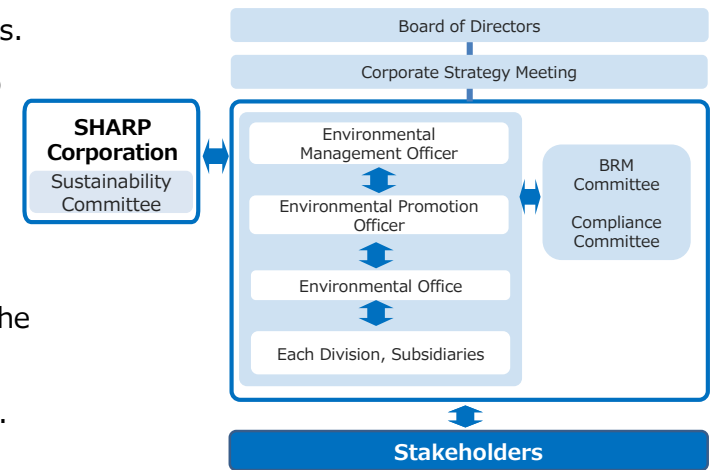 s.
Board of Directors
Corporate Strategy Meeting
SHARP
Corporation
Sustainability
Committee
Environmental
Management Officer
Environmental Promotion
Officer
Environmental Office
Each Division, Subsidiaries
BRM
Committee
Compliance
Committee
he
.
Stakeholders